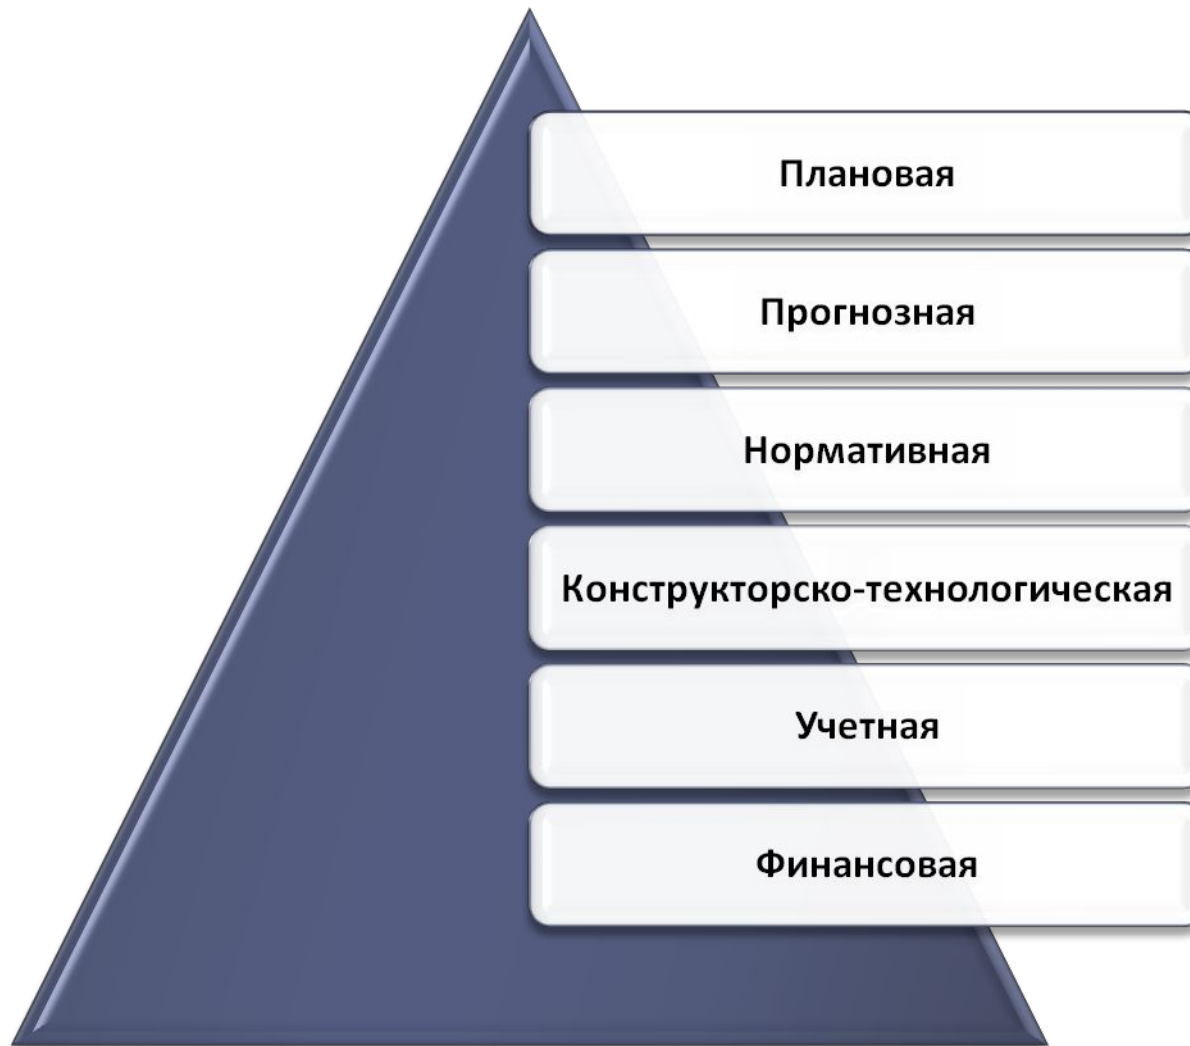 Плановая
Прогнозная
Нормативная
Конструкторско-технологическая
Учетная
Финансовая